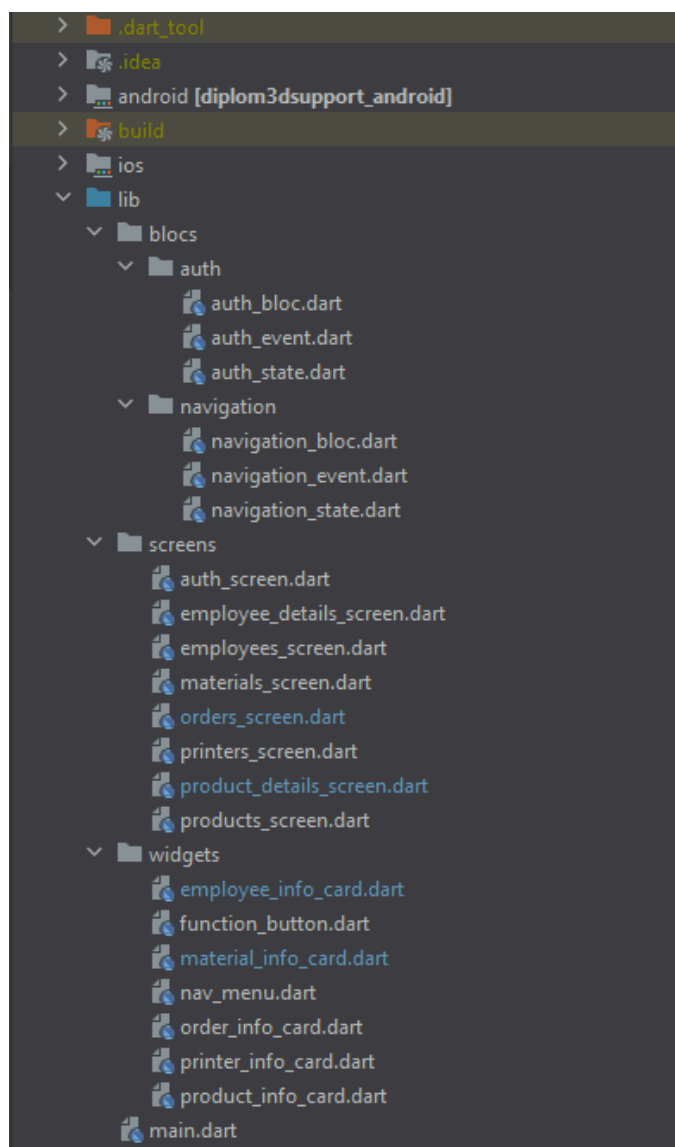 .dart_tool
.idea
android [diplom3dsupport_android]
build
ios
lib
blocs
auth
auth_bloc.dart
auth_event.dart
auth_state.dart
navigation
navigation_bloc.dart
navigation_event.dart
navigation_state.dart
screens
auth_screen.dart
employee_details_screen.dart
employees_screen.dart
materials_screen.dart
orders_screen.dart
printers_screen.dart
product_details_screen.dart
products_screen.dart
widgets
employee_info_card.dart
function_button.dart
material_info_card.dart
nav_menu.dart
order_info_card.dart
printer_info_card.dart
product_info_card.dart
main.dart